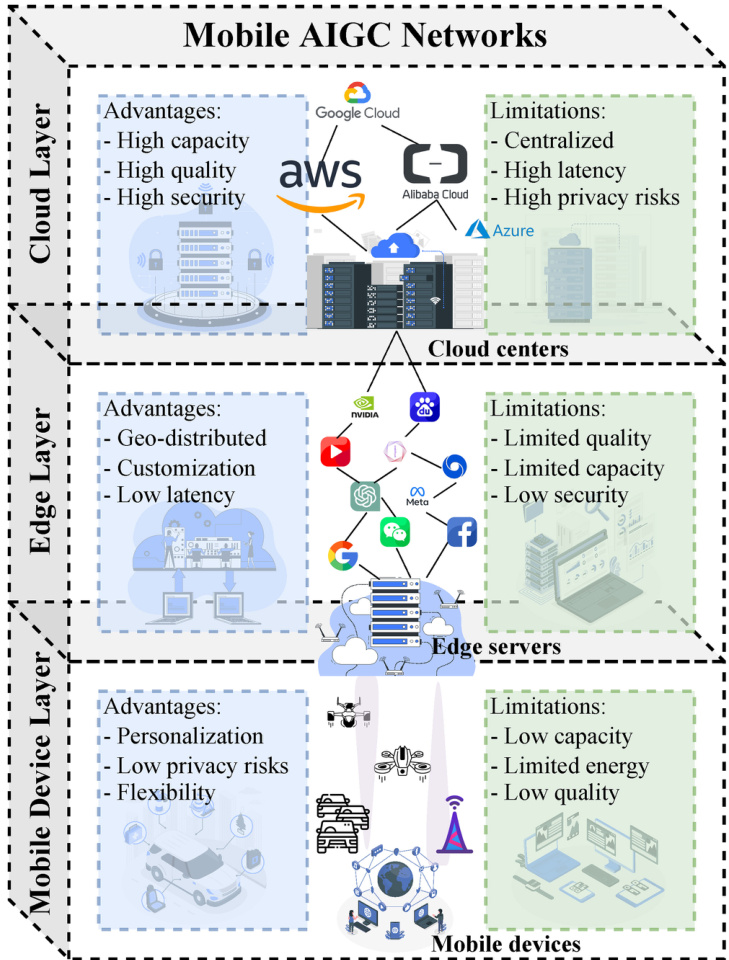 Mobile AIGC Networks
Cloud Layer
Advantages:
- High capacity
- High quality
- High security
Google Cloud
aws
Alibaba Cloud
Azure
Limitations:
- Centralized
- High latency
- High privacy risks
Cloud centers
Edge Layer
Advantages:
- Geo-distributed
- Customization
- Low latency
NVIDIA
du
Meta
Limitations:
- Limited quality
- Limited capacity
- Low security
Edge servers
Mobile Device Layer
Advantages:
- Personalization
- Low privacy risks
- Flexibility
Limitations:
- Low capacity
- Limited energy
- Low quality
Mobile devices